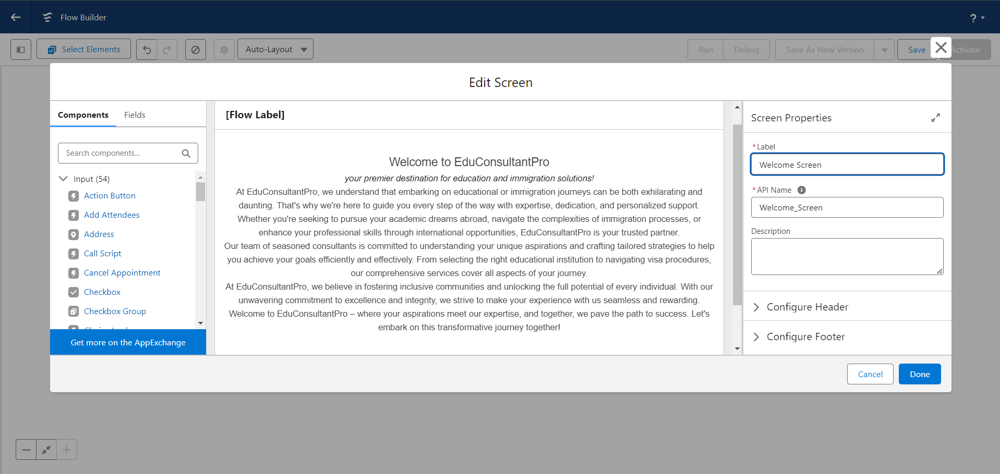 Flow Builder
?
Select Elements
Auto-Layout
Run
Debug
Save As New Version
Save
Activate
Edit Screen
Components
Fields
Search components...
Input (54)
Action Button
Add Attendees
Address
Call Script
Cancel Appointment
Checkbox
Checkbox Group
Get more on the AppExchange
[Flow Label]
Welcome to EduConsultantPro
your premier destination for education and immigration solutions!
At EduConsultantPro, we understand that embarking on educational or immigration journeys can be both exhilarating and
daunting. That's why we're here to guide you every step of the way with expertise, dedication, and personalized support.
Whether you're seeking to pursue your academic dreams abroad, navigate the complexities of immigration processes, or
enhance your professional skills through international opportunities, EduConsultantPro is your trusted partner.
Our team of seasoned consultants is committed to understanding your unique aspirations and crafting tailored strategies to help
you achieve your goals efficiently and effectively. From selecting the right educational institution to navigating visa procedures,
our comprehensive services cover all aspects of your journey.
At EduConsultantPro, we believe in fostering inclusive communities and unlocking the full potential of every individual. With our
unwavering commitment to excellence and integrity, we strive to make your experience with us seamless and rewarding.
Welcome to EduConsultantPro – where your aspirations meet our expertise, and together, we pave the path to success. Let's
embark on this transformative journey together!
Screen Properties
*Label
Welcome Screen
*API Name
Welcome_Screen
Description
Configure Header
Configure Footer
Cancel
Done